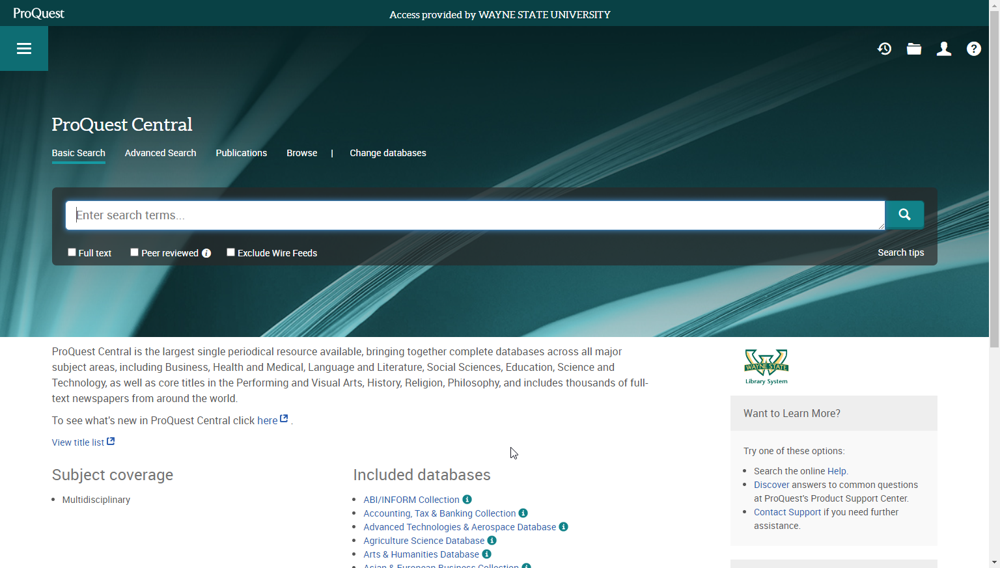 ProQuest
Access provided by WAYNE STATE UNIVERSITY
ProQuest Central
Basic Search
Advanced Search
Publications
Browse
|
Change databases
Enter search terms...
Full text
Peer reviewed
Exclude Wire Feeds
Search tips
ProQuest Central is the largest single periodical resource available, bringing together complete databases across all major
subject areas, including Business, Health and Medical, Language and Literature, Social Sciences, Education, Science and
Technology, as well as core titles in the Performing and Visual Arts, History, Religion, Philosophy, and includes thousands of full-
text newspapers from around the world.
To see what's new in ProQuest Central click here .
View title list
Subject coverage
Multidisciplinary
Included databases
ABI/INFORM Collection
Accounting, Tax & Banking Collection
Advanced Technologies & Aerospace Database
Agriculture Science Database
Arts & Humanities Database
Asian & European Business Collection
WAYNE STATE
Library System
Want to Learn More?
Try one of these options:
Search the online Help.
Discover answers to common questions
at ProQuest's Product Support Center.
Contact Support if you need further
assistance.